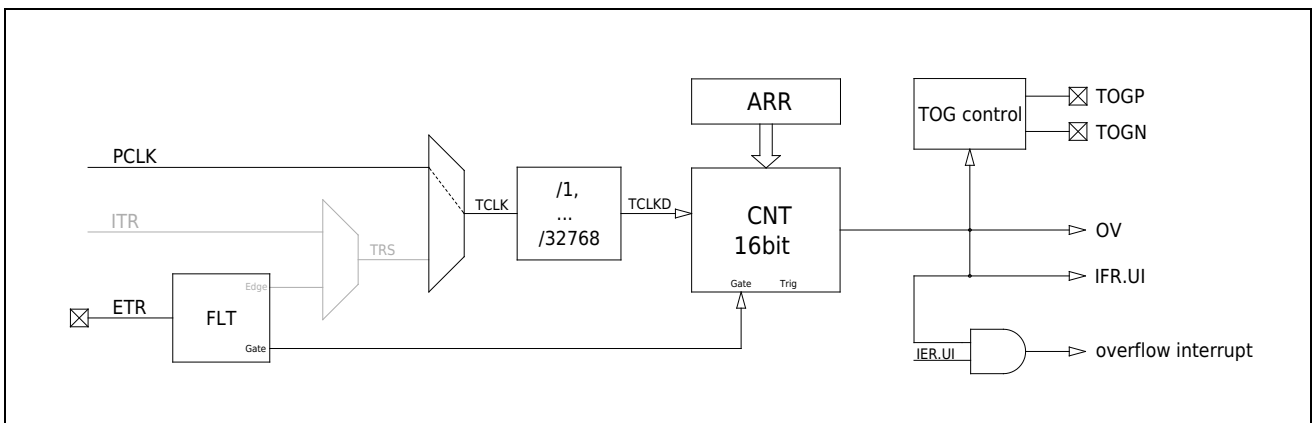 ARR
TOG control
TOGP
TOGN
PCLK
/1,
...
/32768
TCLK
TCLKD
CNT
16bit
Gate
Trig
ITR
TRS
OV
IFR.UI
ETR
FLT
Edge
Gate
IER.UI
overflow interrupt